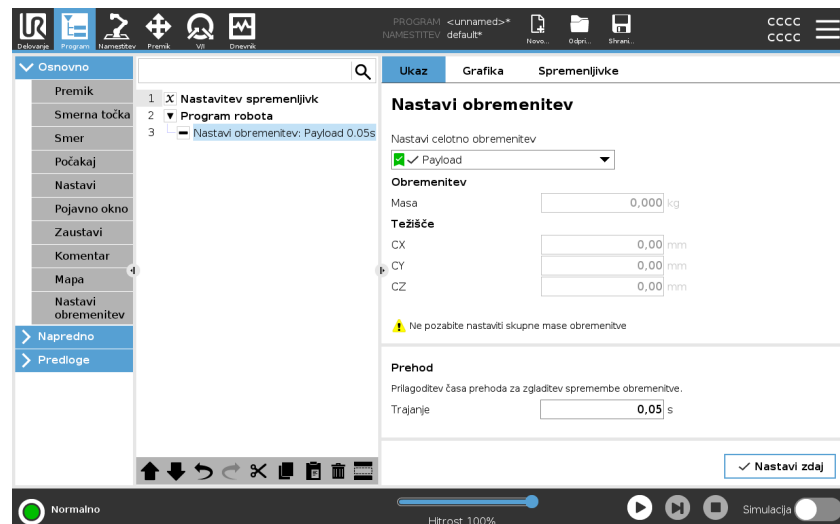 PROGRAM <unnamed>*
NAMESTITEV default*
cccc
cccc
Delovanje
Program
Namestitev
Premik
V/I
Dnevnik
Novo...
Odpri...
Shrani...
Osnovno
Premik
Smerna točka
Smer
Počakaj
Nastavi
Pojavno okno
Zaustavi
Komentar
Mapa
Nastavi
obremenitev
Napredno
Predloge
1 X Nastavitev spremenljivk
2 Program robota
3 Nastavi obremenitev: Payload 0.05s
Ukaz
Grafika
Spremenljivke
Nastavi obremenitev
Nastavi celotno obremenitev
Payload
Obremenitev
Masa 0,000 kg
Težišče
CX 0,00 mm
CY 0,00 mm
CZ 0,00 mm
Ne pozabite nastaviti skupne mase obremenitve
Prehod
Prilagoditev časa prehoda za zgladitev spremembe obremenitve.
Trajanje 0,05 s
Nastavi zdaj
Normalno
Hitrost 100%
Simulacija